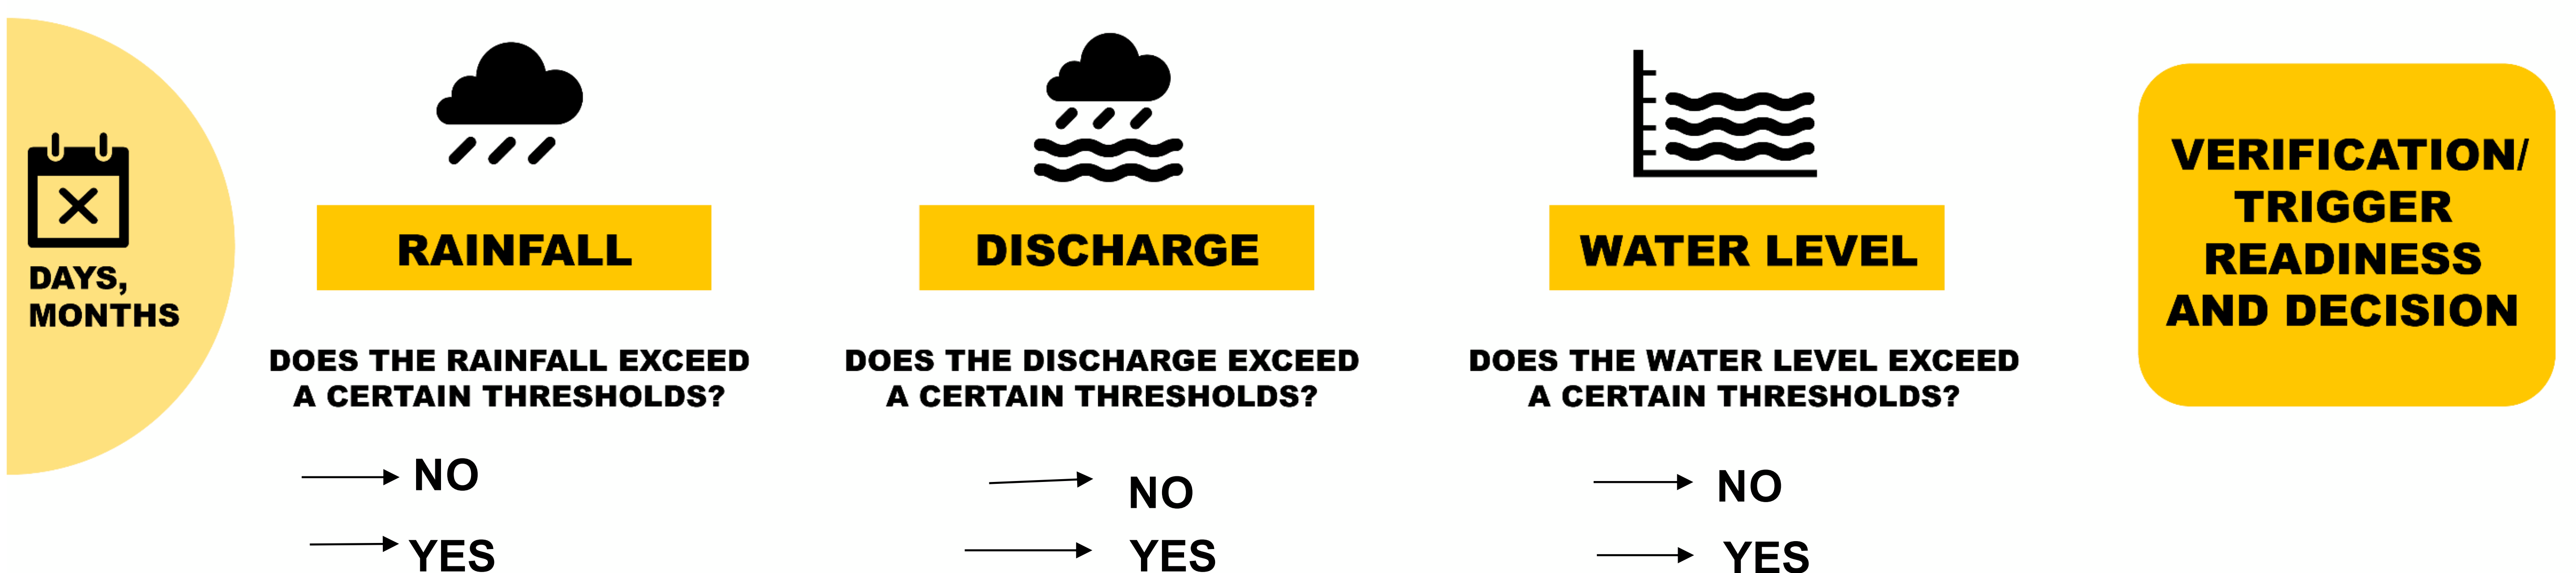 DAYS,
MONTHS
RAINFALL
DOES THE RAINFALL EXCEED
A CERTAIN THRESHOLDS?
NO
YES
DISCHARGE
DOES THE DISCHARGE EXCEED
A CERTAIN THRESHOLDS?
NO
YES
WATER LEVEL
DOES THE WATER LEVEL EXCEED
A CERTAIN THRESHOLDS?
NO
YES
VERIFICATION/
TRIGGER
READINESS
AND DECISION